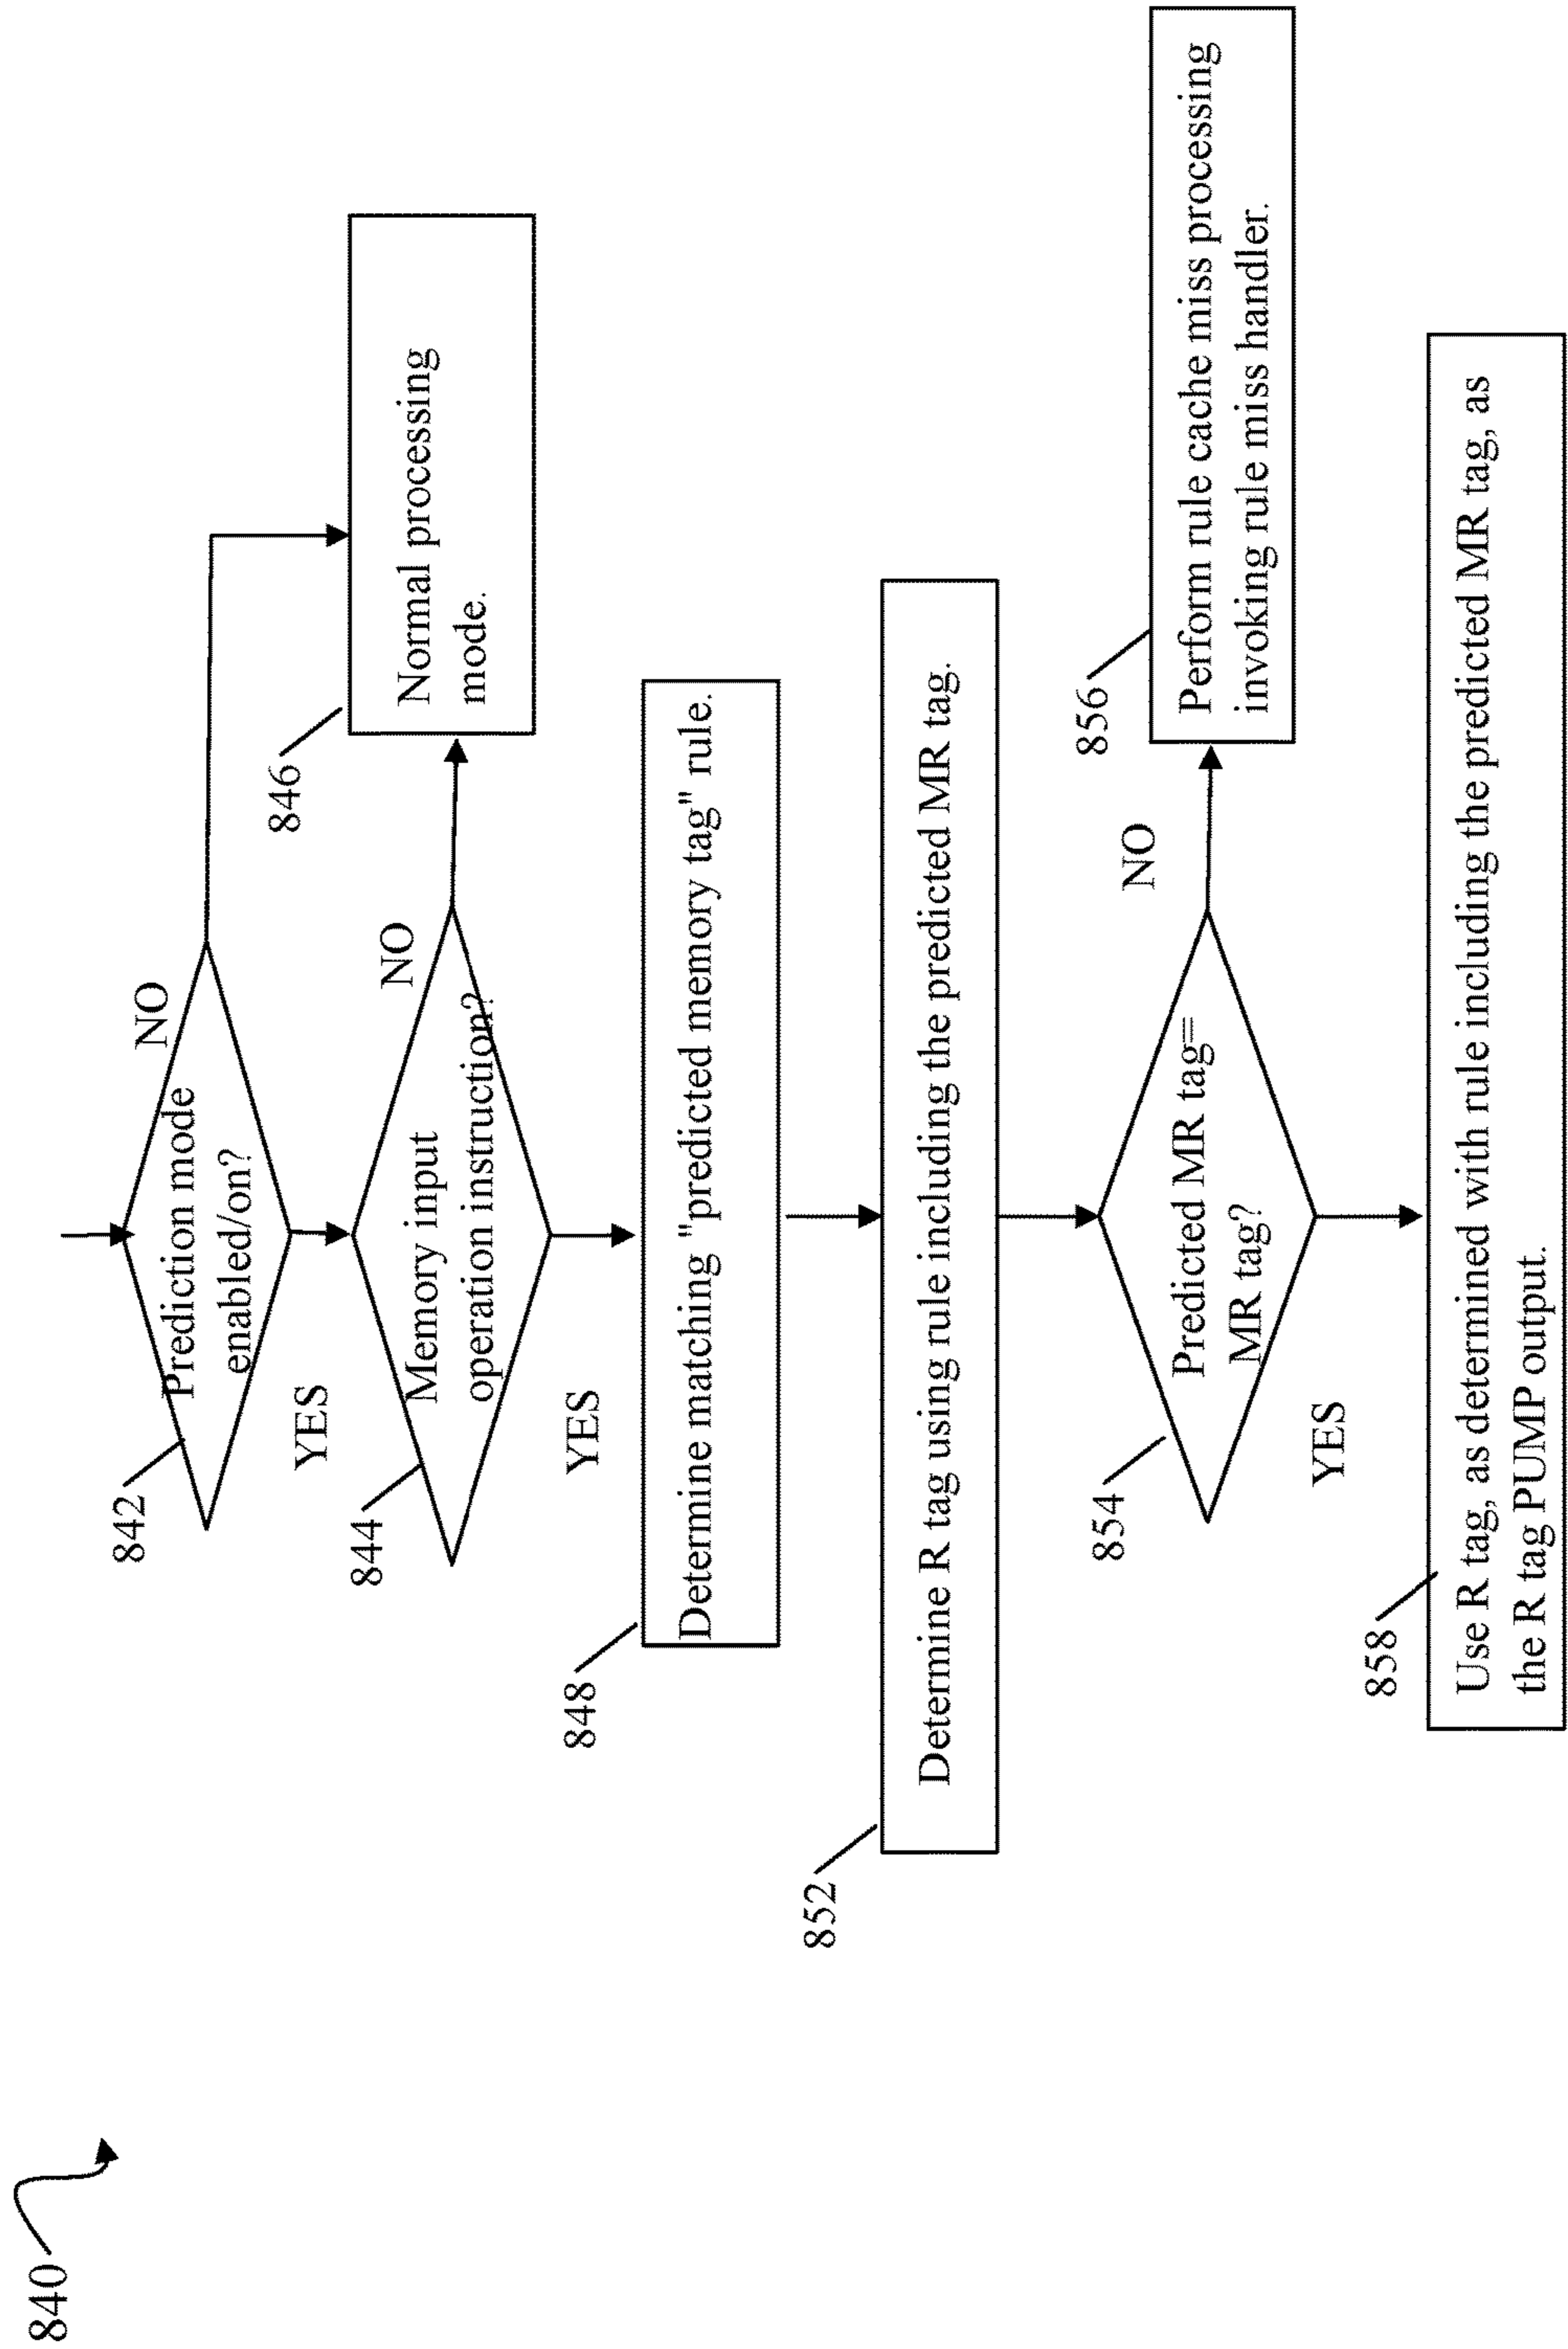 840
842
Prediction mode
enabled/on?
NO
YES
844
Memory input
operation instruction?
NO
YES
846
Normal processing
mode.
848
Determine matching "predicted memory tag" rule.
852
Determine R tag using rule including the predicted MR tag.
854
Predicted MR tag=
MR tag?
NO
YES
856
Perform rule cache miss processing
invoking rule miss handler.
858
Use R tag, as determined with rule including the predicted MR tag, as
the R tag PUMP output.